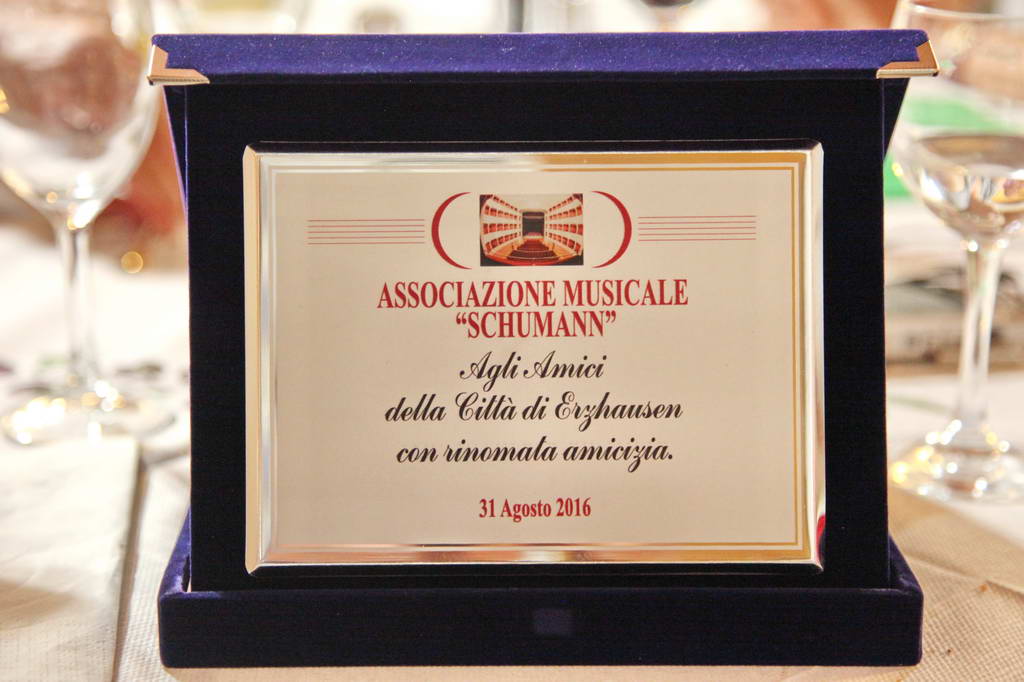 ASSOCIAZIONE MUSICALE
“SCHUMANN”
Agli Amici
della Città di Erzhausen
con rinomata amicizia.
31 Agosto 2016